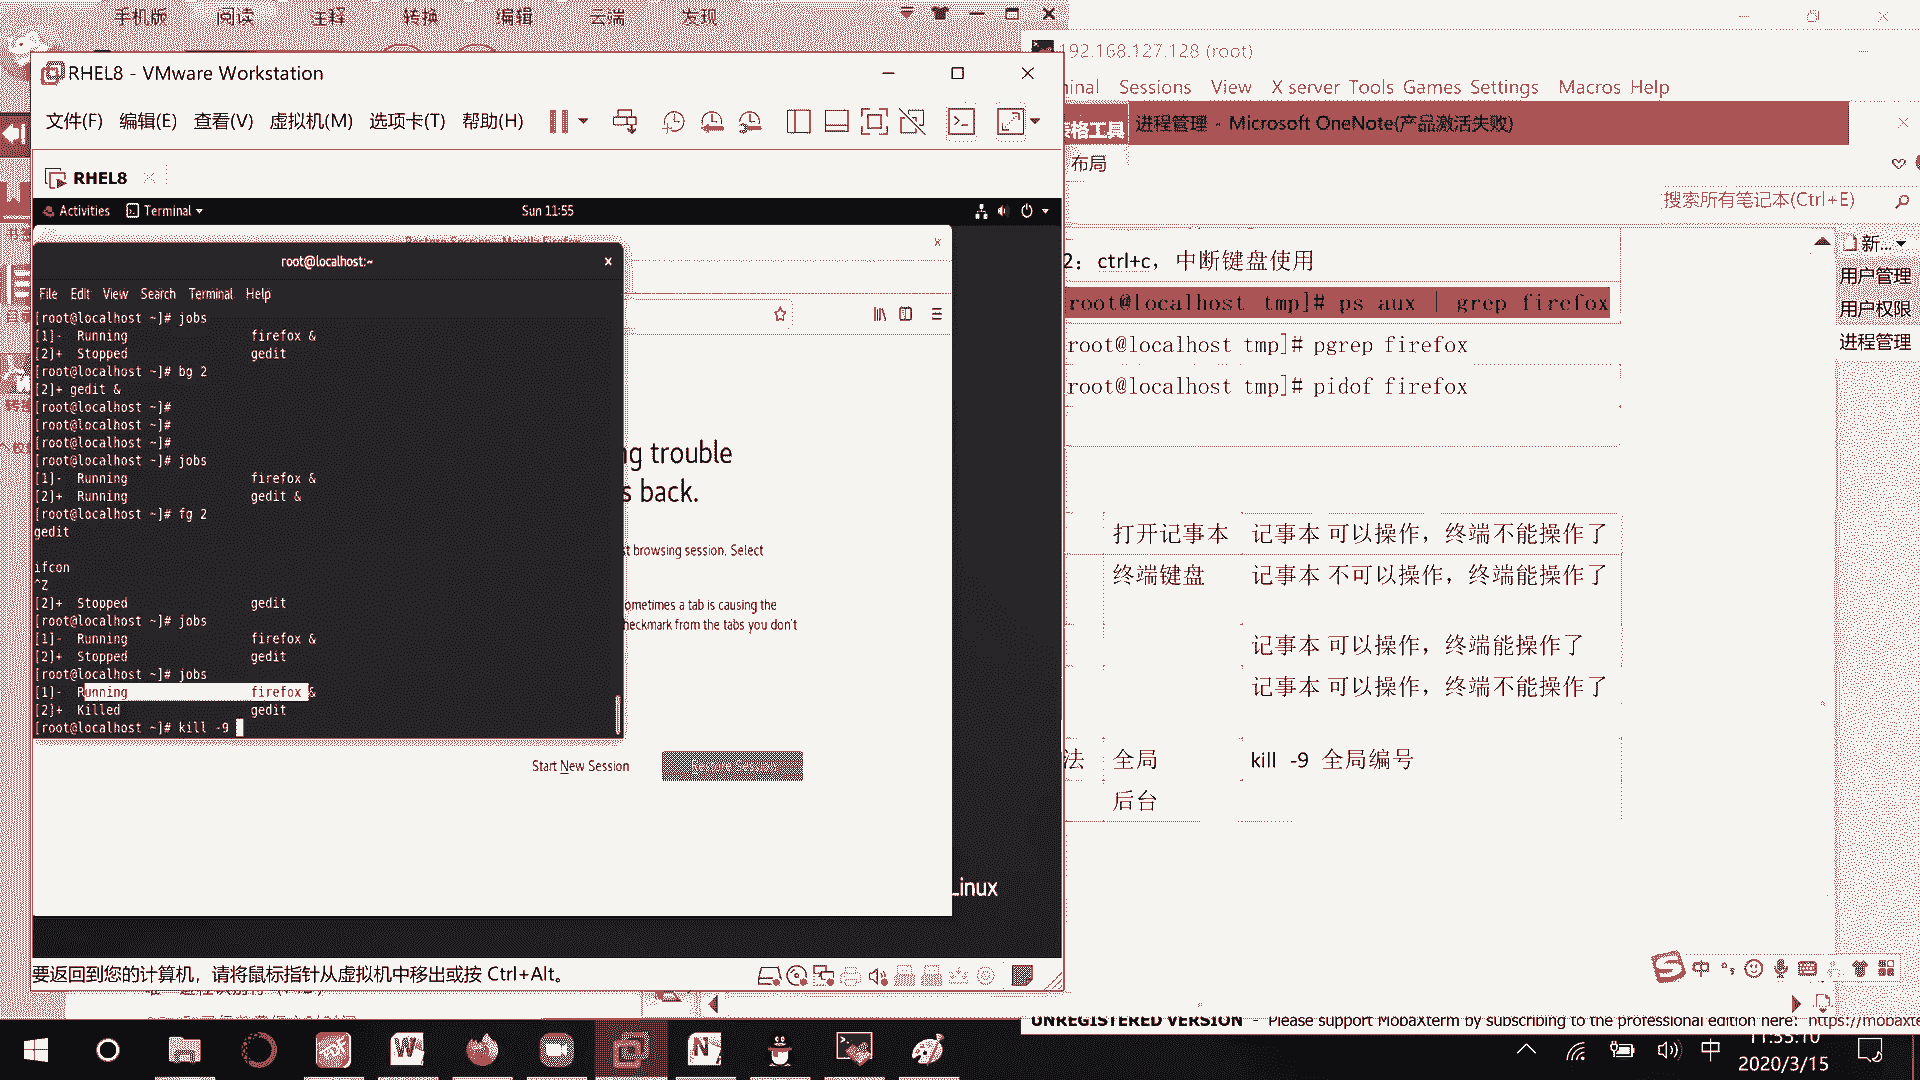 手机版 阅读 注释 转换 编辑 云端 发现
RHEL8 - VMware Workstation
文件(F) 编辑(E) 查看(V) 虚拟机(M) 选项卡(T) 帮助(H)
RHEL8
Activities Terminal Sun 11:55
root@localhost:~
File Edit View Search Terminal Help
[root@localhost ~]# jobs
[1]- Running firefox &
[2]+ Stopped gedit
[root@localhost ~]# bg 2
[2]+ gedit &
[root@localhost ~]#
[root@localhost ~]#
[root@localhost ~]#
[root@localhost ~]# jobs
[1]- Running firefox &
[2]+ Running gedit &
[root@localhost ~]# fg 2
gedit
ifcon
^Z
[2]+ Stopped gedit
[root@localhost ~]# jobs
[1]- Running firefox &
[2]+ Stopped gedit
[root@localhost ~]# jobs
[1]- Running firefox &
[2]+ Killed gedit
[root@localhost ~]# kill -9
ng trouble
s back.
t browsing session. Select
ometimes a tab is causing the
heckmark from the tabs you don't
Start New Session
Linux
要返回到您的计算机，请将鼠标指针从虚拟机中移出或按 Ctrl+Alt。
192.168.127.128 (root)
inal Sessions View X server Tools Games Settings Macros Help
表格工具 进程管理 - Microsoft OneNote(产品激活失败)
布局
搜索所有笔记本(Ctrl+E)
新...
用户管理
用户权限
进程管理
2：ctrl+c，中断键盘使用
[root@localhost tmp]# ps aux | grep firefox
[root@localhost tmp]# pgrep firefox
[root@localhost tmp]# pidof firefox
打开记事本 记事本 可以操作，终端不能操作了
终端键盘 记事本 不可以操作，终端能操作了
记事本 可以操作，终端能操作了
记事本 可以操作，终端不能操作了
法 全局 kill -9 全局编号
后台
中
UNREGISTERED VERSION - Please support MobaXterm by subscribing to the professional edition here: https://mobaxte
中
11:55:10
2020/3/15